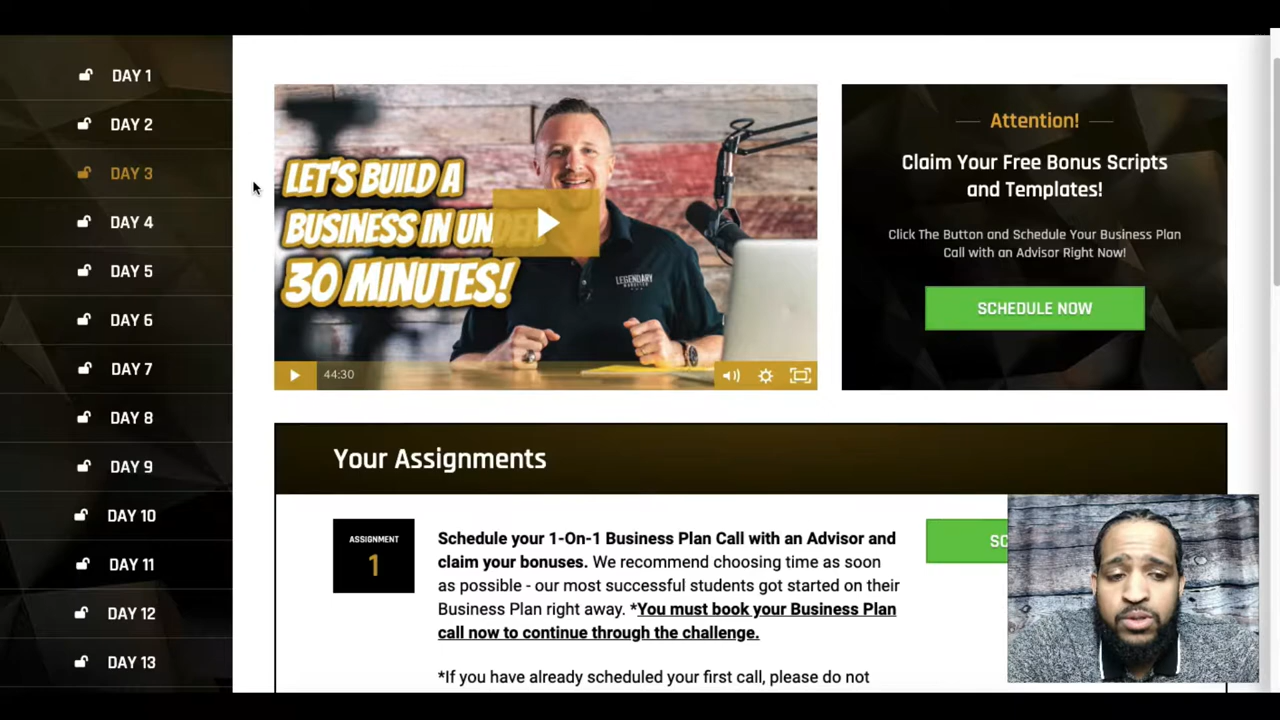 DAY 1
DAY 2
DAY 3
DAY 4
DAY 5
DAY 6
DAY 7
DAY 8
DAY 9
DAY 10
DAY 11
DAY 12
DAY 13
LET'S BUILD A
BUSINESS IN UNDER
30 MINUTES!
LEGENDARY
MARKETER
44:30
Attention!
Claim Your Free Bonus Scripts
and Templates!
Click The Button and Schedule Your Business Plan
Call with an Advisor Right Now!
SCHEDULE NOW
Your Assignments
ASSIGNMENT
1
Schedule your 1-On-1 Business Plan Call with an Advisor and
claim your bonuses. We recommend choosing time as soon
as possible - our most successful students got started on their
Business Plan right away. *You must book your Business Plan
call now to continue through the challenge.
*If you have already scheduled your first call, please do not
SC